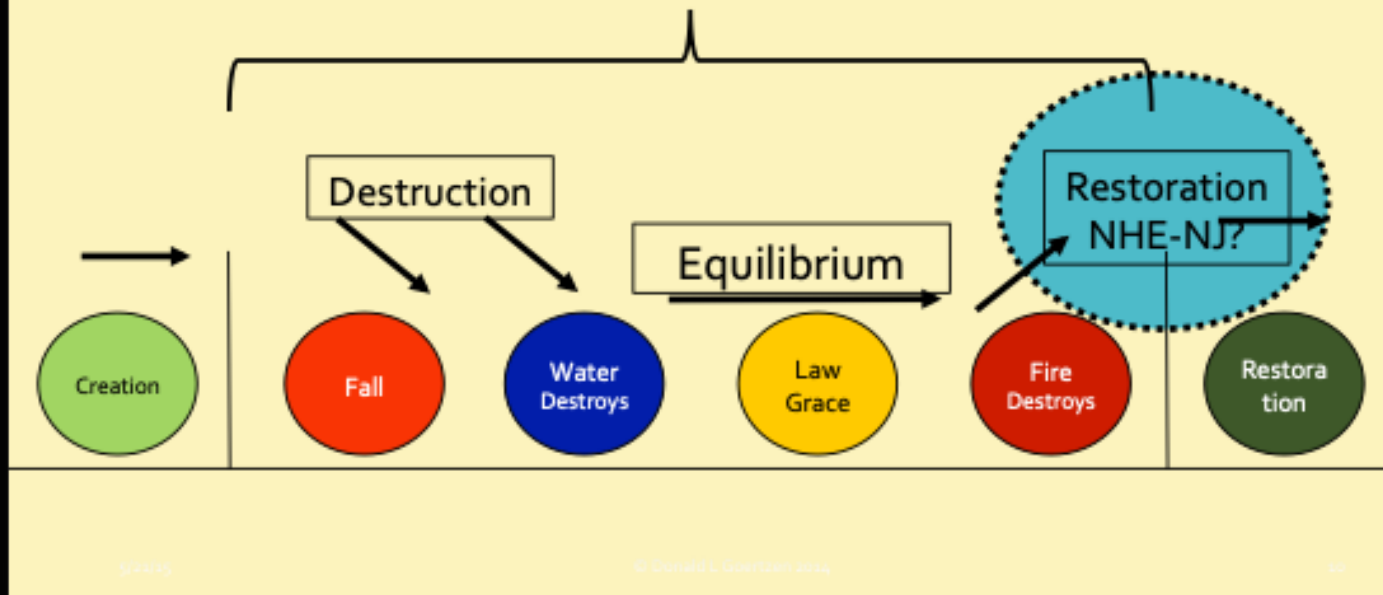 Destruction
Restoration
NHE-NJ?
Equilibrium
Creation
Fall
Water
Destroys
Law
Grace
Fire
Destroys
Restora
tion